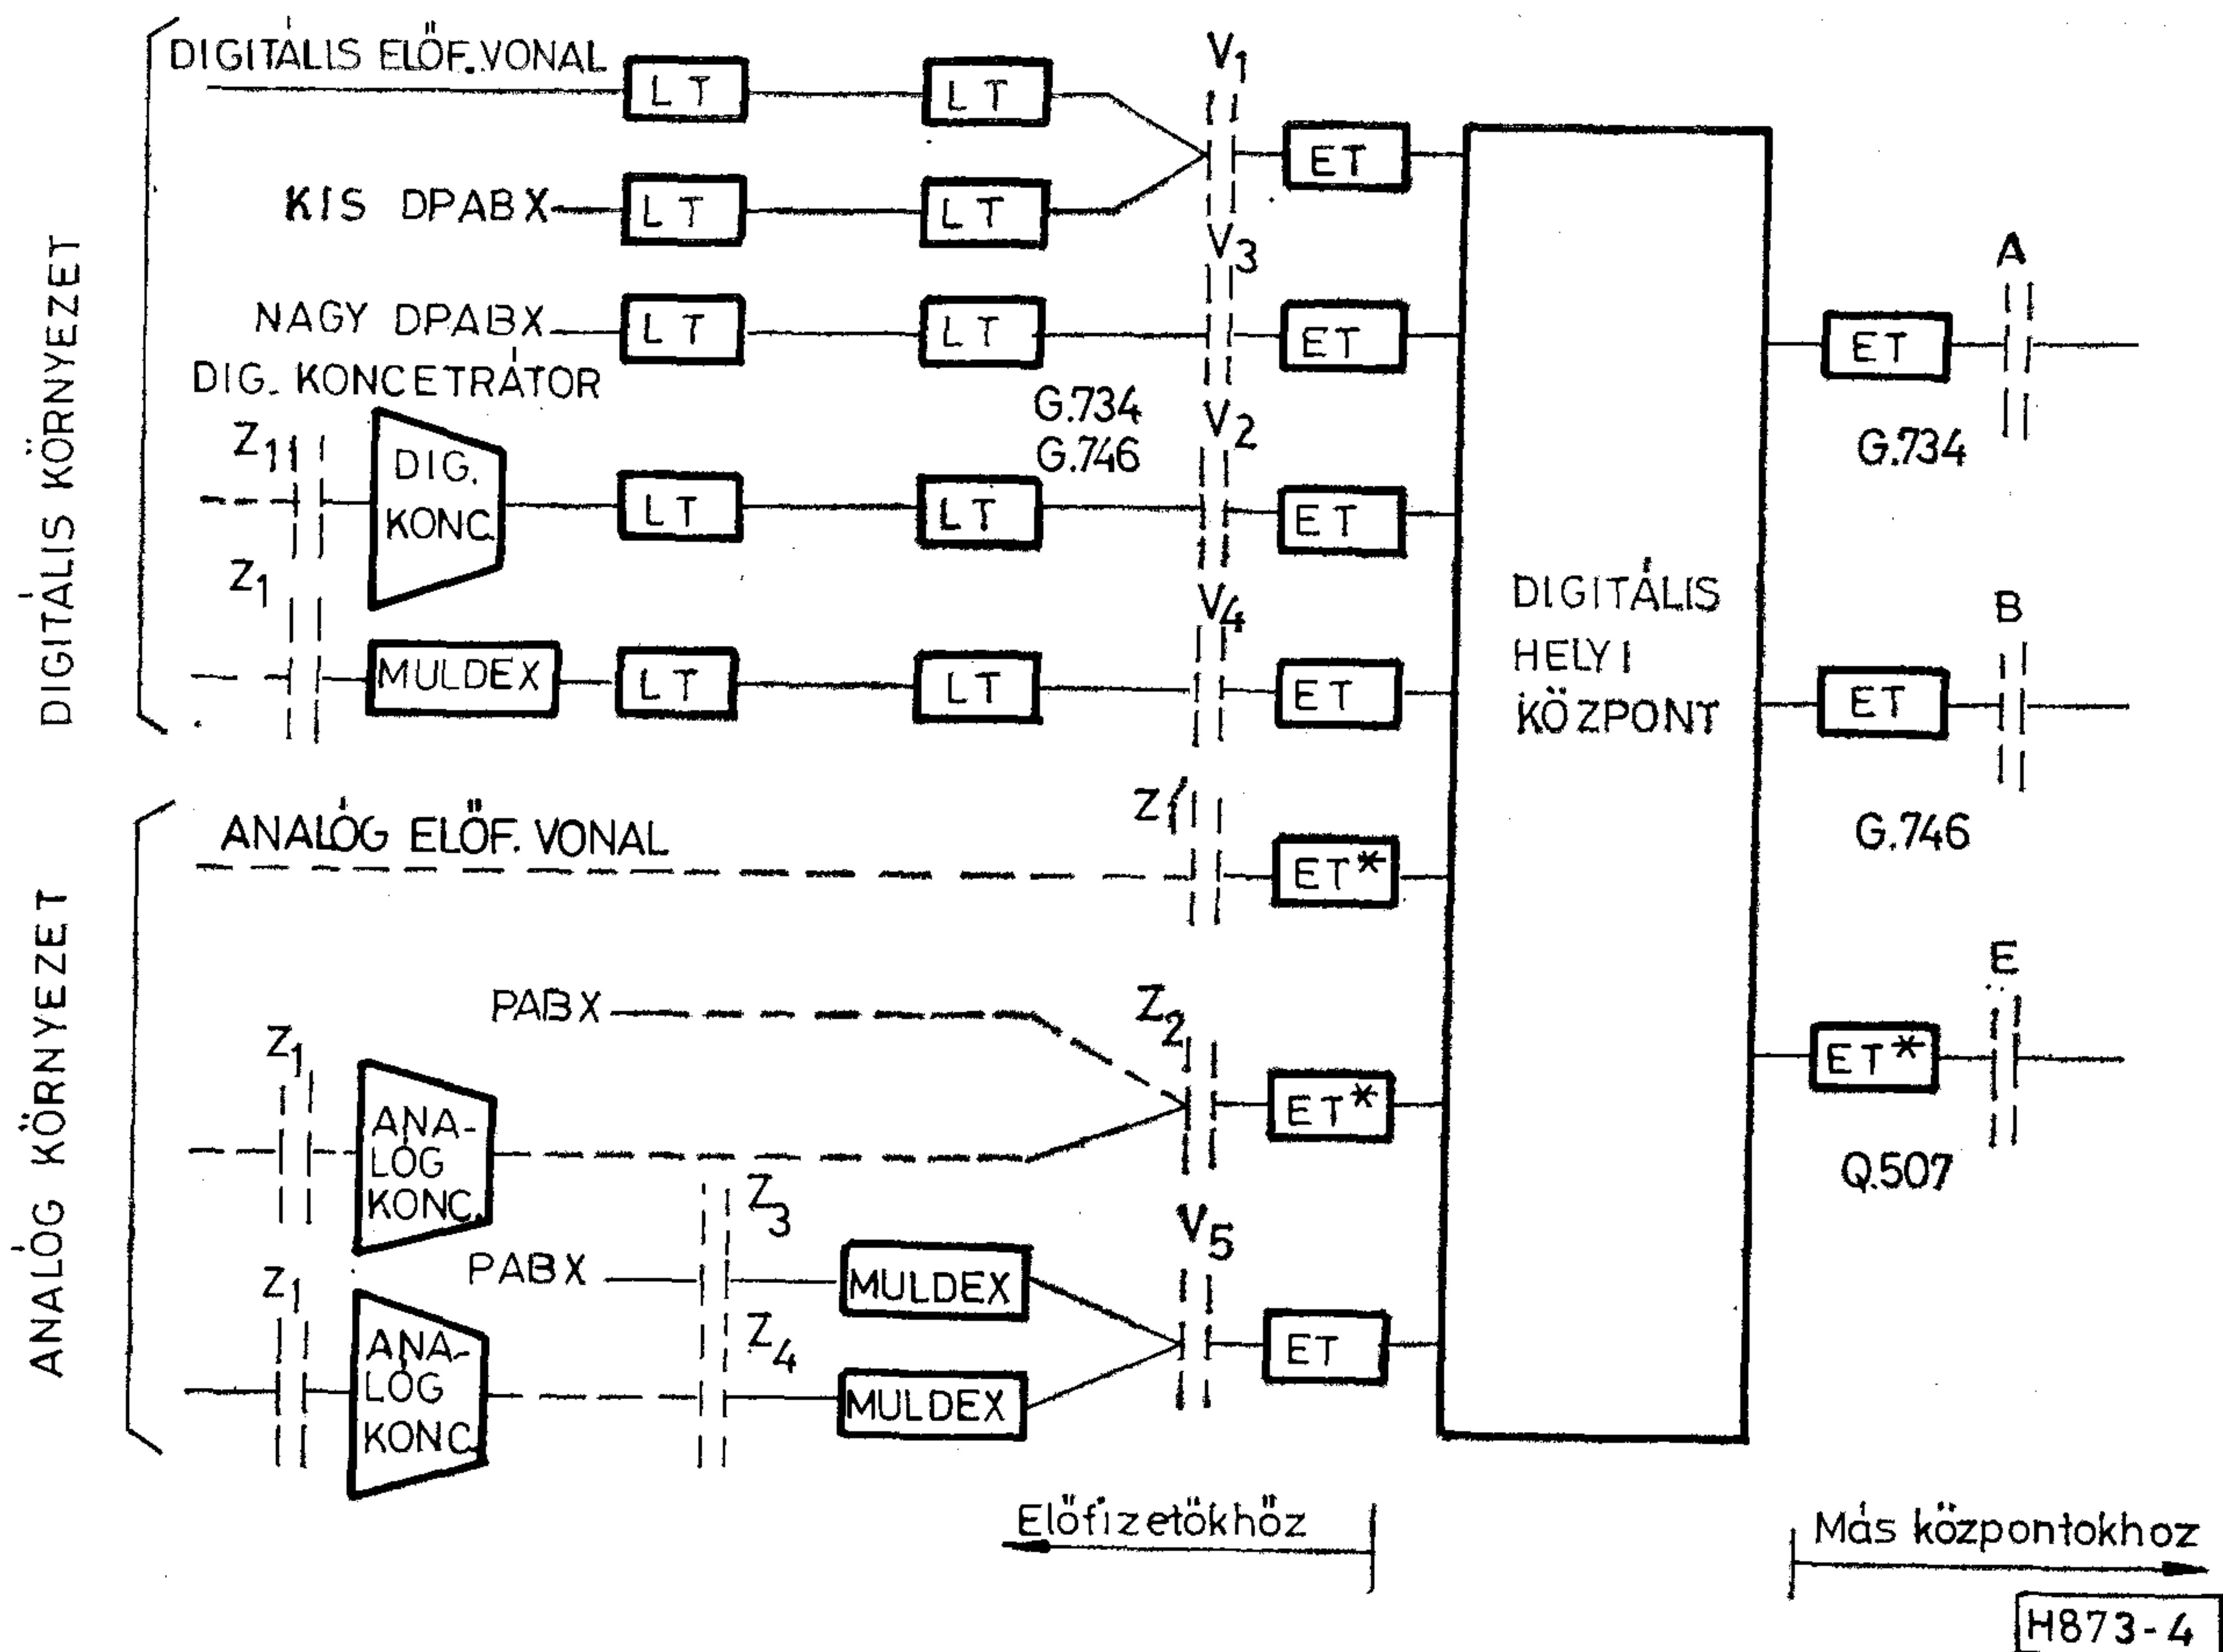 DIGITÁLIS KÖRNYEZET
DIGITÁLIS ELŐF.VONAL
LT
LT
V1
ET
KIS DPABX
LT
LT
V3
NAGY DPABX
LT
LT
ET
DIG. KONCETRÁTOR
G.734
G.746
V2
Z1
DIG.
KONC.
LT
LT
ET
Z1
V4
MULDEX
LT
LT
ET
ANALÓG KÖRNYEZET
ANALÓG ELŐF. VONAL
Z1
ET*
PABX
Z2
ET*
Z1
ANA-
LÓG
KONC.
Z3
PABX
MULDEX
V5
ET
Z1
ANA-
LÓG
KONC.
Z4
MULDEX
DIGITÁLIS
HELYI
KÖZPONT
A
ET
G.734
B
ET
G.746
E
ET*
Q.507
Előfizetőkhőz
Más központokhoz
H873-4